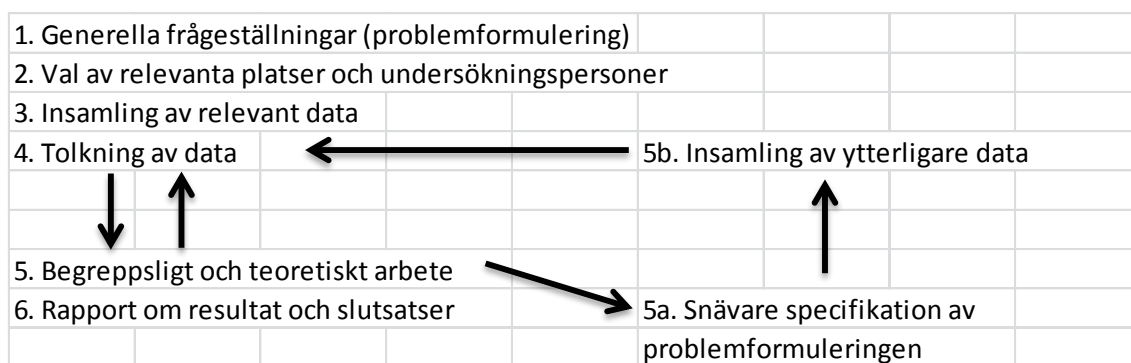 1. Generella frågeställningar (problemformulering)
2. Val av relevanta platser och undersökningspersoner
3. Insamling av relevant data
4. Tolkning av data
5b. Insamling av ytterligare data
5. Begreppsligt och teoretiskt arbete
6. Rapport om resultat och slutsatser
5a. Snävare specifikation av
problemformuleringen